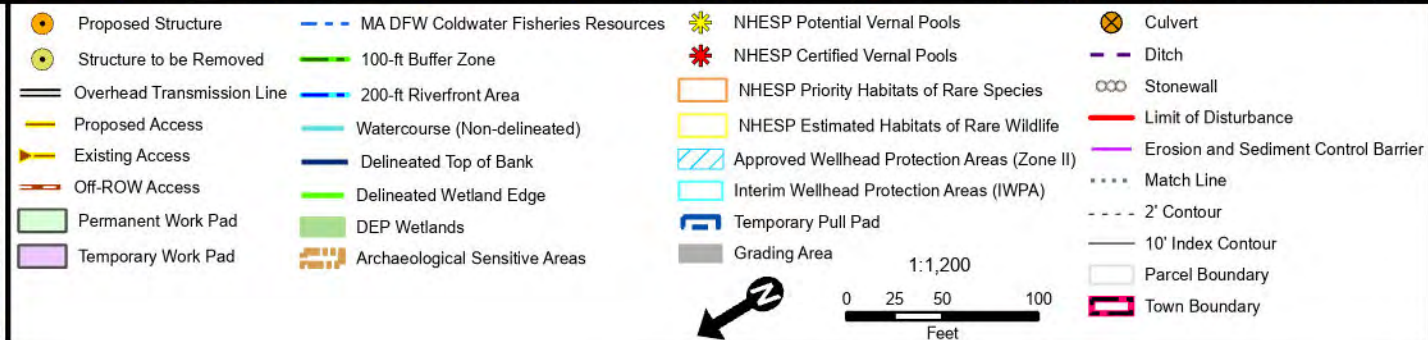 Proposed Structure
Structure to be Removed
Overhead Transmission Line
Proposed Access
Existing Access
Off-ROW Access
Permanent Work Pad
Temporary Work Pad
MA DFW Coldwater Fisheries Resources
100-ft Buffer Zone
200-ft Riverfront Area
Watercourse (Non-delineated)
Delineated Top of Bank
Delineated Wetland Edge
DEP Wetlands
Archaeological Sensitive Areas
NHESP Potential Vernal Pools
NHESP Certified Vernal Pools
NHESP Priority Habitats of Rare Species
NHESP Estimated Habitats of Rare Wildlife
Approved Wellhead Protection Areas (Zone II)
Interim Wellhead Protection Areas (IWPA)
Temporary Pull Pad
Grading Area
N
1:1,200
0 25 50 100
Feet
Culvert
Ditch
Stonewall
Limit of Disturbance
Erosion and Sediment Control Barrier
Match Line
2' Contour
10' Index Contour
Parcel Boundary
Town Boundary